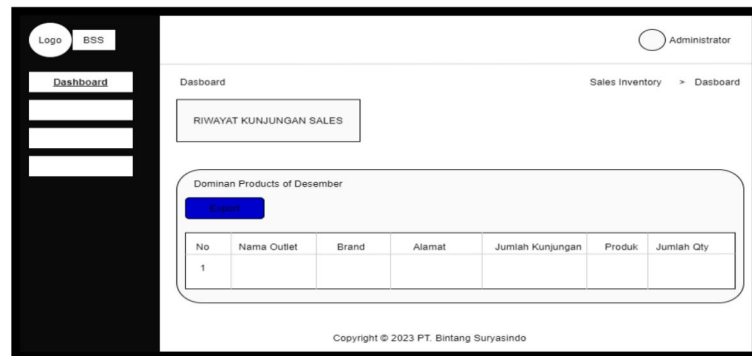 Logo BSS
Administrator
Dashboard
Dasboard
Sales Inventory > Dasboard
RIWAYAT KUNJUNGAN SALES
Dominan Products of Desember
No Nama Outlet Brand Alamat Jumlah Kunjungan Produk Jumlah Qty
1
Copyright © 2023 PT. Bintang Suryasindo